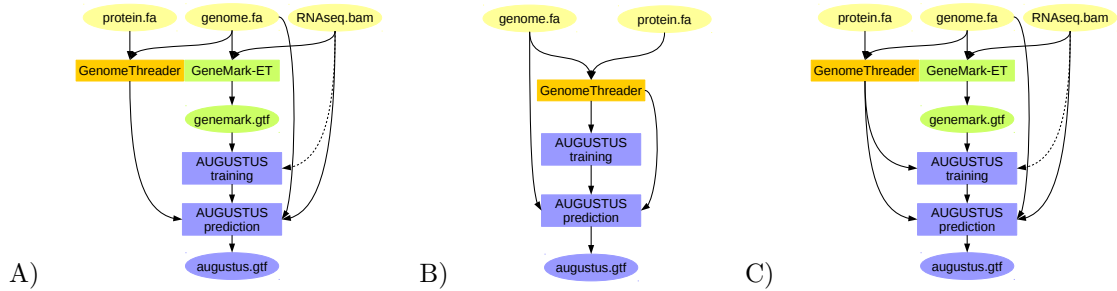 protein.fa genome.fa RNAseq.bam
GenomeThreader GeneMark-ET
genemark.gtf
AUGUSTUS
training
AUGUSTUS
prediction
augustus.gtf
A)
genome.fa protein.fa
GenomeThreader
AUGUSTUS
training
AUGUSTUS
prediction
augustus.gtf
B)
protein.fa genome.fa RNAseq.bam
GenomeThreader GeneMark-ET
genemark.gtf
AUGUSTUS
training
AUGUSTUS
prediction
augustus.gtf
C)